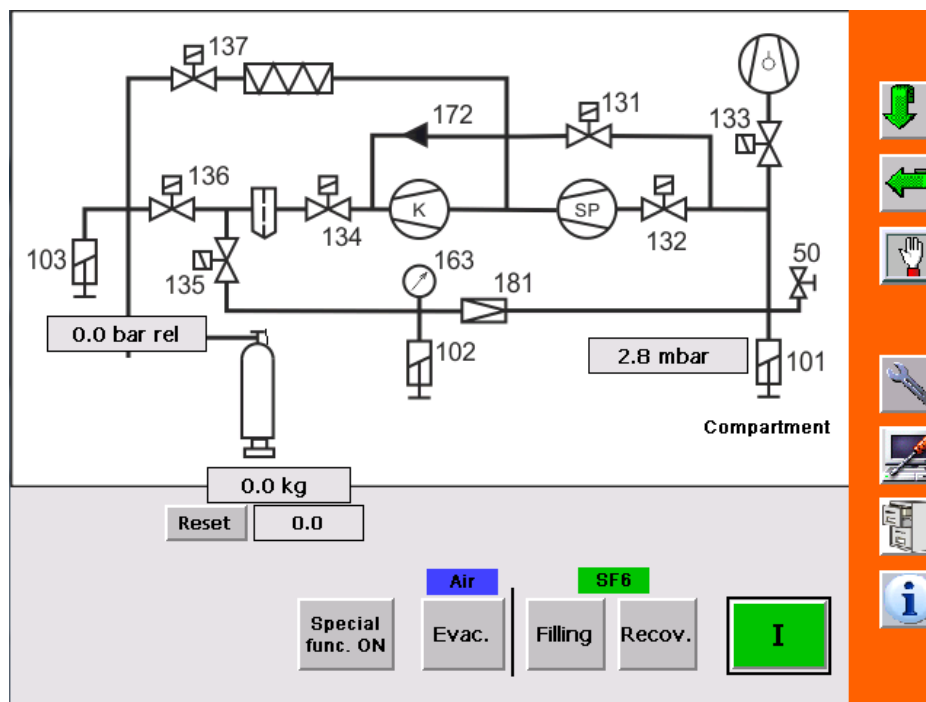 137
172
131
133
136
K
SP
134
132
103
135
163
181
50
0.0 bar rel
102
2.8 mbar
101
Compartment
0.0 kg
Reset
0.0
Air
SF6
Special
func. ON
Evac.
Filling
Recov.
I
i